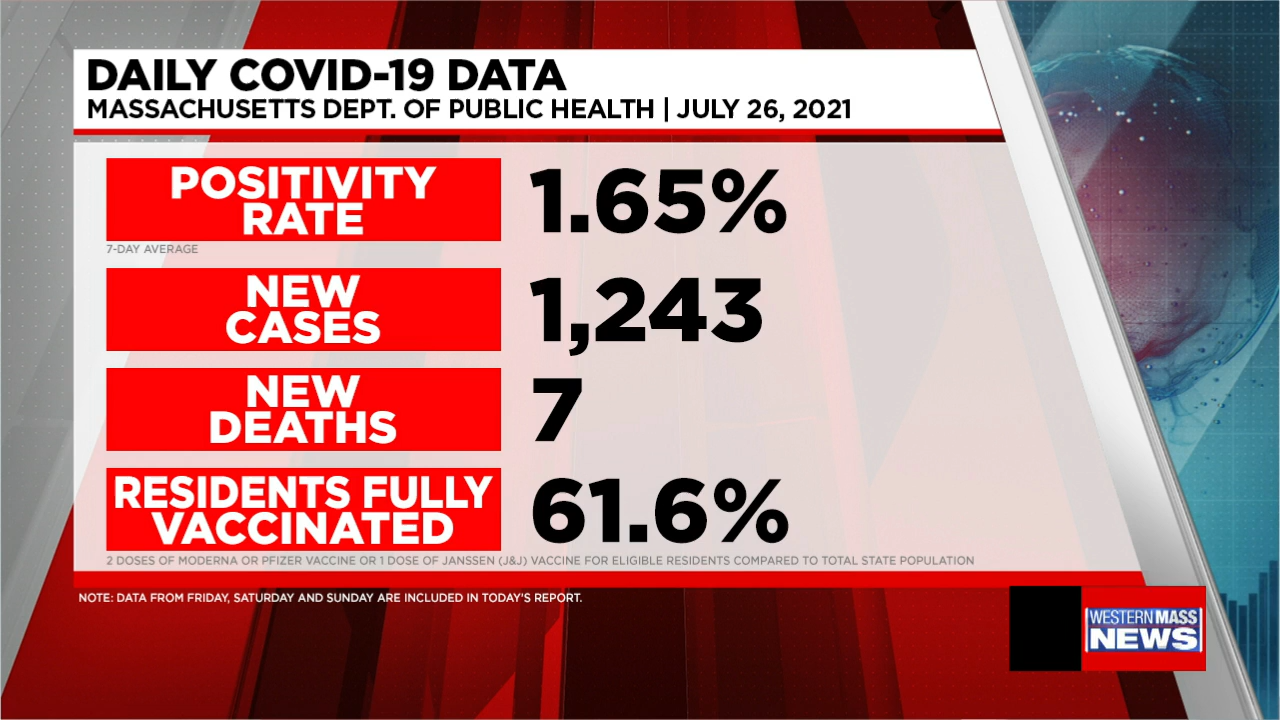 DAILY COVID-19 DATA
MASSACHUSETTS DEPT. OF PUBLIC HEALTH | JULY 26, 2021
POSITIVITY
RATE
1.65%
7-DAY AVERAGE
NEW
CASES
1,243
NEW
DEATHS
7
RESIDENTS FULLY
VACCINATED
61.6%
2 DOSES OF MODERNA OR PFIZER VACCINE OR 1 DOSE OF JANSSEN (J&J) VACCINE FOR ELIGIBLE RESIDENTS COMPARED TO TOTAL STATE POPULATION
NOTE: DATA FROM FRIDAY, SATURDAY AND SUNDAY ARE INCLUDED IN TODAY'S REPORT.
WESTERN MASS
NEWS